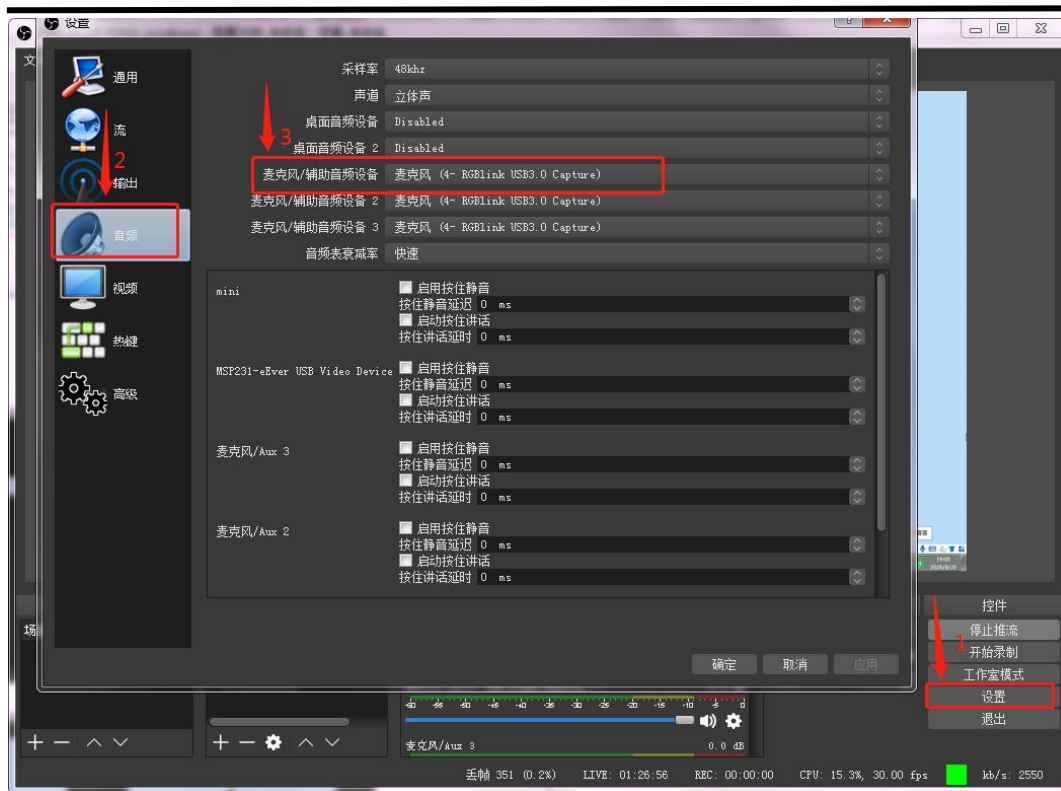 设置
文
通用
流
输出
音频
视频
热键
高级
2
3
采样率 48khz
声道 立体声
桌面音频设备 Disabled
桌面音频设备 2 Disabled
麦克风/辅助音频设备 麦克风 (4- RGBlink USB3.0 Capture)
麦克风/辅助音频设备 2 麦克风 (4- RGBlink USB3.0 Capture)
麦克风/辅助音频设备 3 麦克风 (4- RGBlink USB3.0 Capture)
音频表衰减率 快速
mini
启用按住静音
按住静音延迟 0 ms
启动按住讲话
按住讲话延时 0 ms
MSP231-eEver USB Video Device
启用按住静音
按住静音延迟 0 ms
启动按住讲话
按住讲话延时 0 ms
麦克风/Aux 3
启用按住静音
按住静音延迟 0 ms
启动按住讲话
按住讲话延时 0 ms
麦克风/Aux 2
启用按住静音
按住静音延迟 0 ms
启动按住讲话
按住讲话延时 0 ms
确定 取消 应用
场
控件
停止推流
1
开始录制
工作室模式
设置
退出
-60 -55 -50 -45 -40 -35 -30 -25 -20 -15 -10 -5 0
麦克风/Aux 3 0.0 dB
丢帧 351 (0.2%) LIVE: 01:26:56 REC: 00:00:00 CPU: 15.3%, 30.00 fps kb/s: 2550